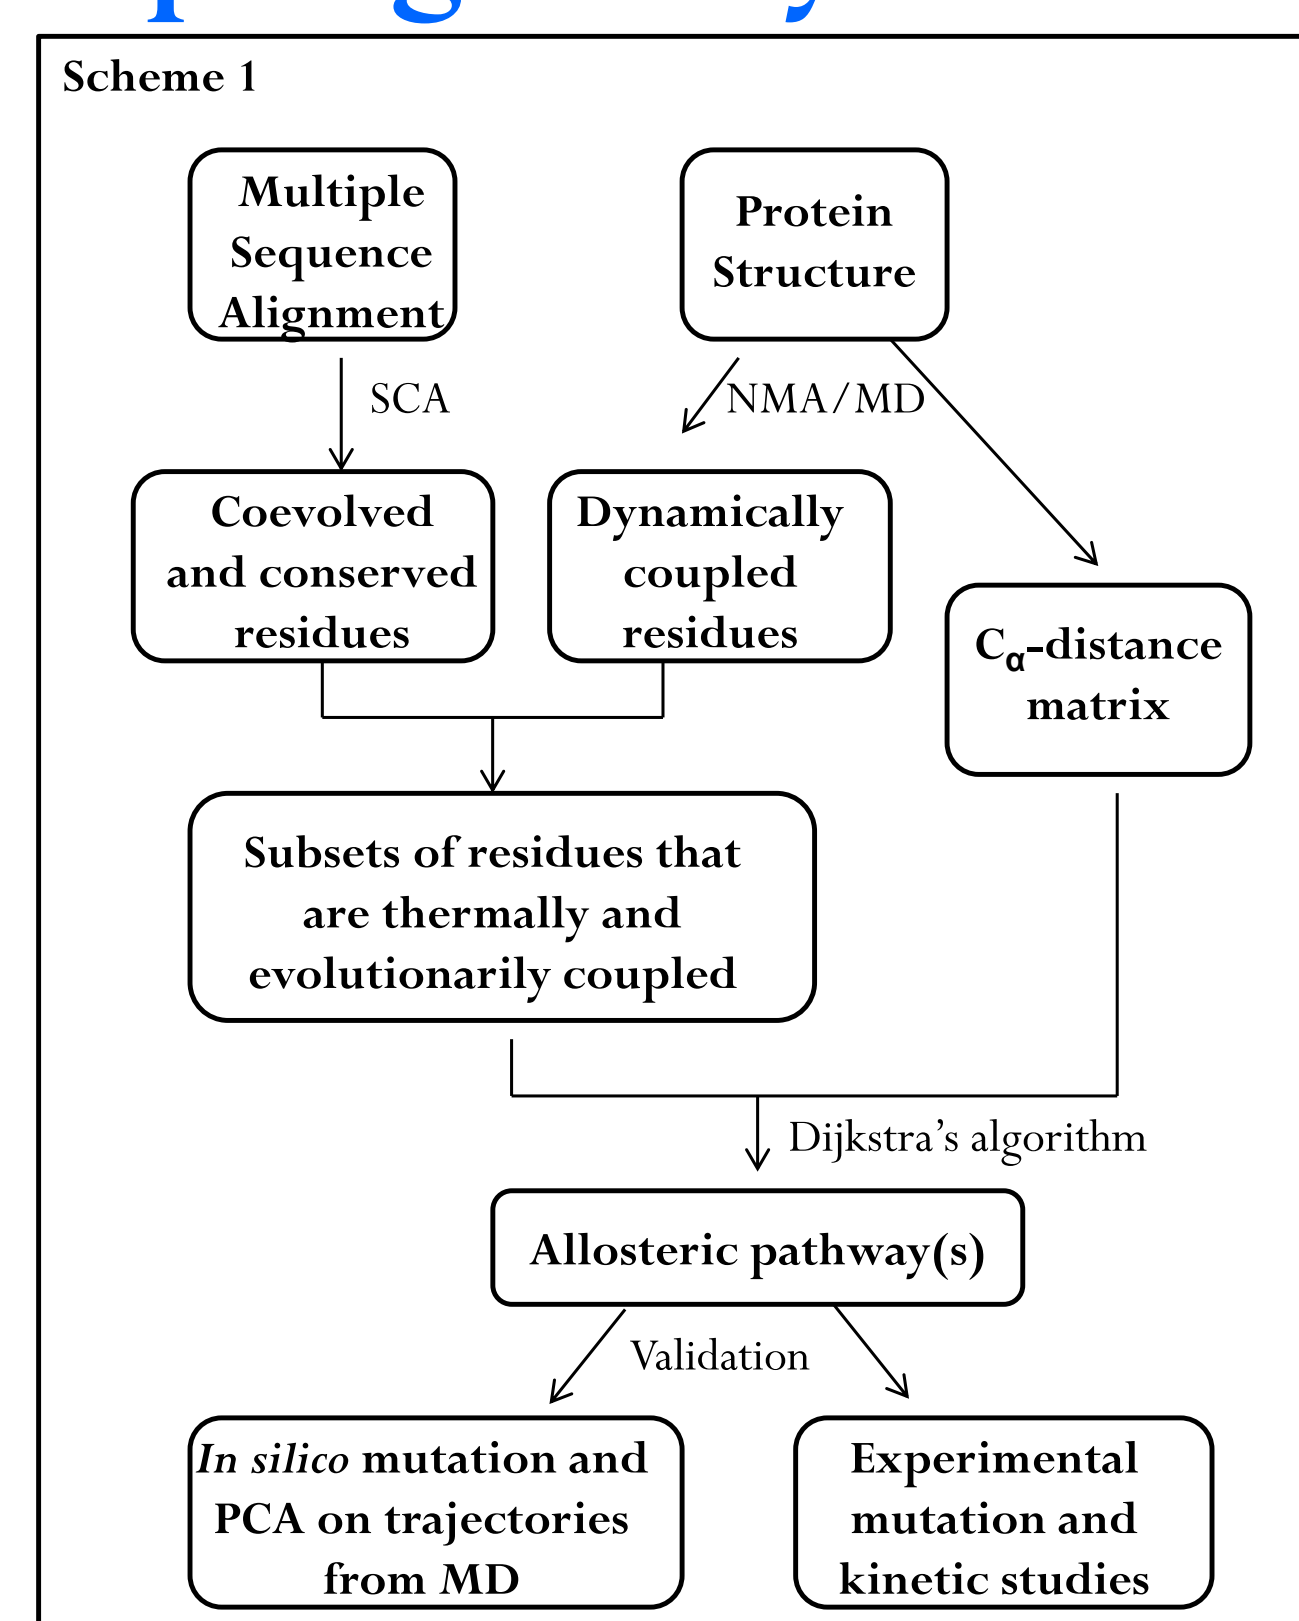 Scheme 1
Multiple
Sequence
Alignment
Protein
Structure
SCA
NMA/MD
Coevolved
and conserved
residues
Dynamically
coupled
residues
Cα-distance
matrix
Subsets of residues that
are thermally and
evolutionarily coupled
Dijkstra’s algorithm
Allosteric pathway(s)
Validation
In silico mutation and
PCA on trajectories
from MD
Experimental
mutation and
kinetic studies